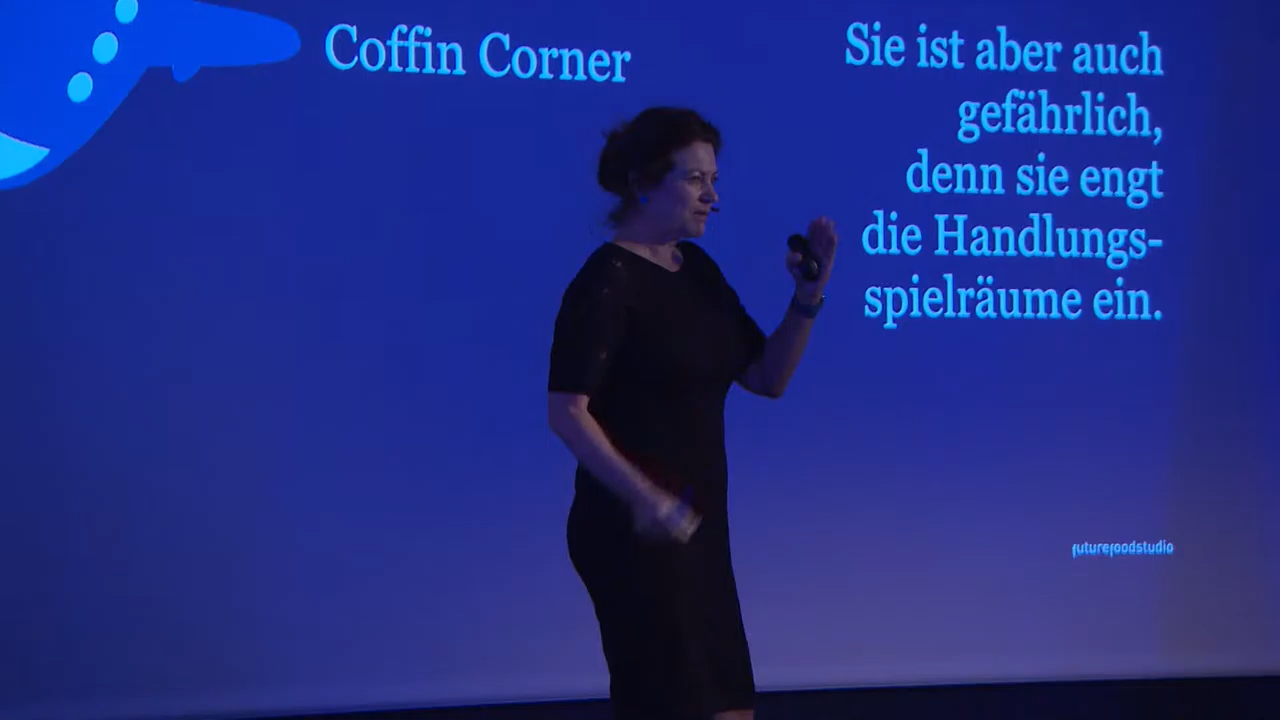 Coffin Corner
Sie ist aber auch
gefährlich,
denn sie engt
die Handlungs-
spielräume ein.
futurefoodstudio